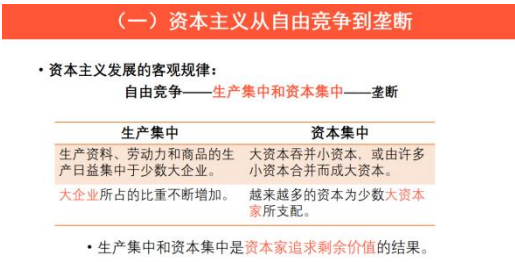 （一）资本主义从自由竞争到垄断
• 资本主义发展的客观规律：
自由竞争——生产集中和资本集中——垄断
生产集中 资本集中
生产资料、劳动力和商品的生 大资本吞并小资本，或由许多
产日益集中于少数大企业。 小资本合并而成大资本。
大企业所占的比重不断增加。 越来越多的资本为少数大资本
家所支配。
• 生产集中和资本集中是资本家追求剩余价值的结果。